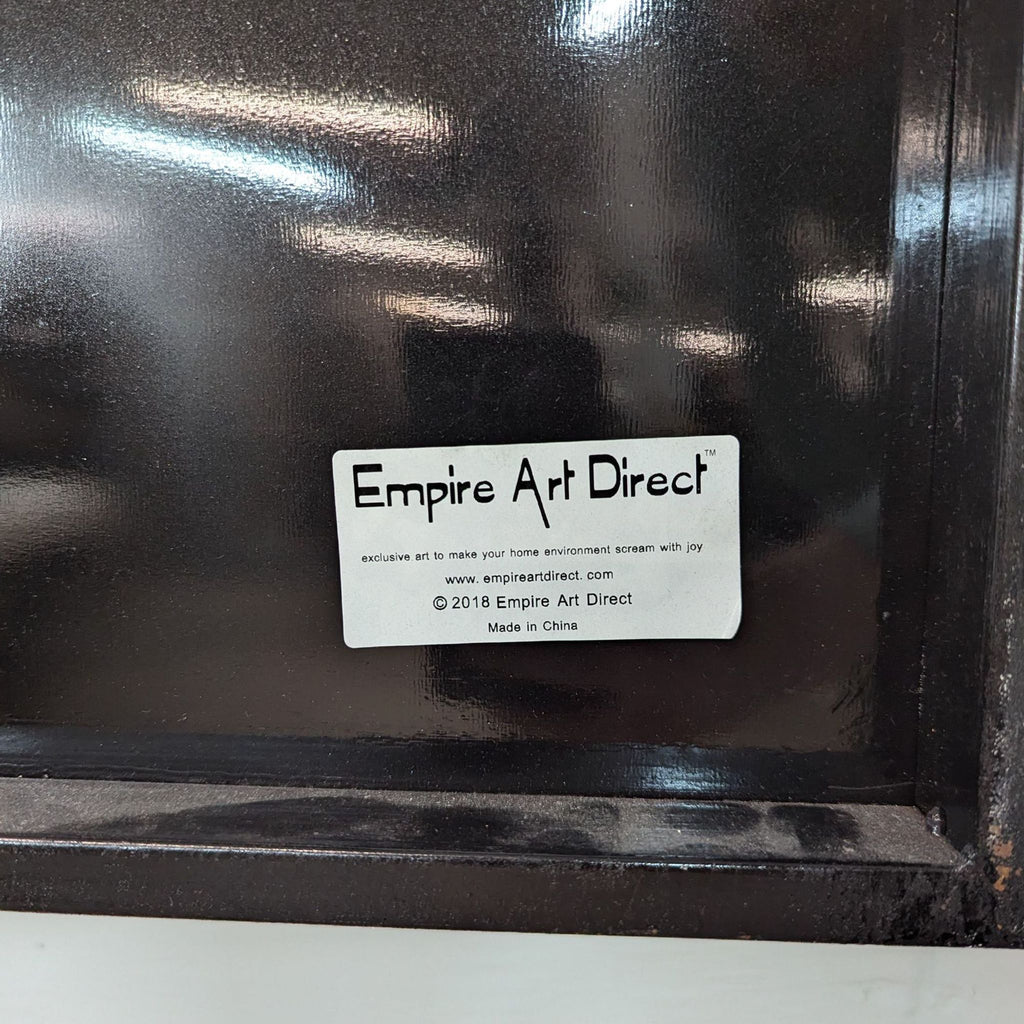 Empire Art Direct™
exclusive art to make your home environment scream with joy
www. empireartdirect. com
© 2018 Empire Art Direct
Made in China